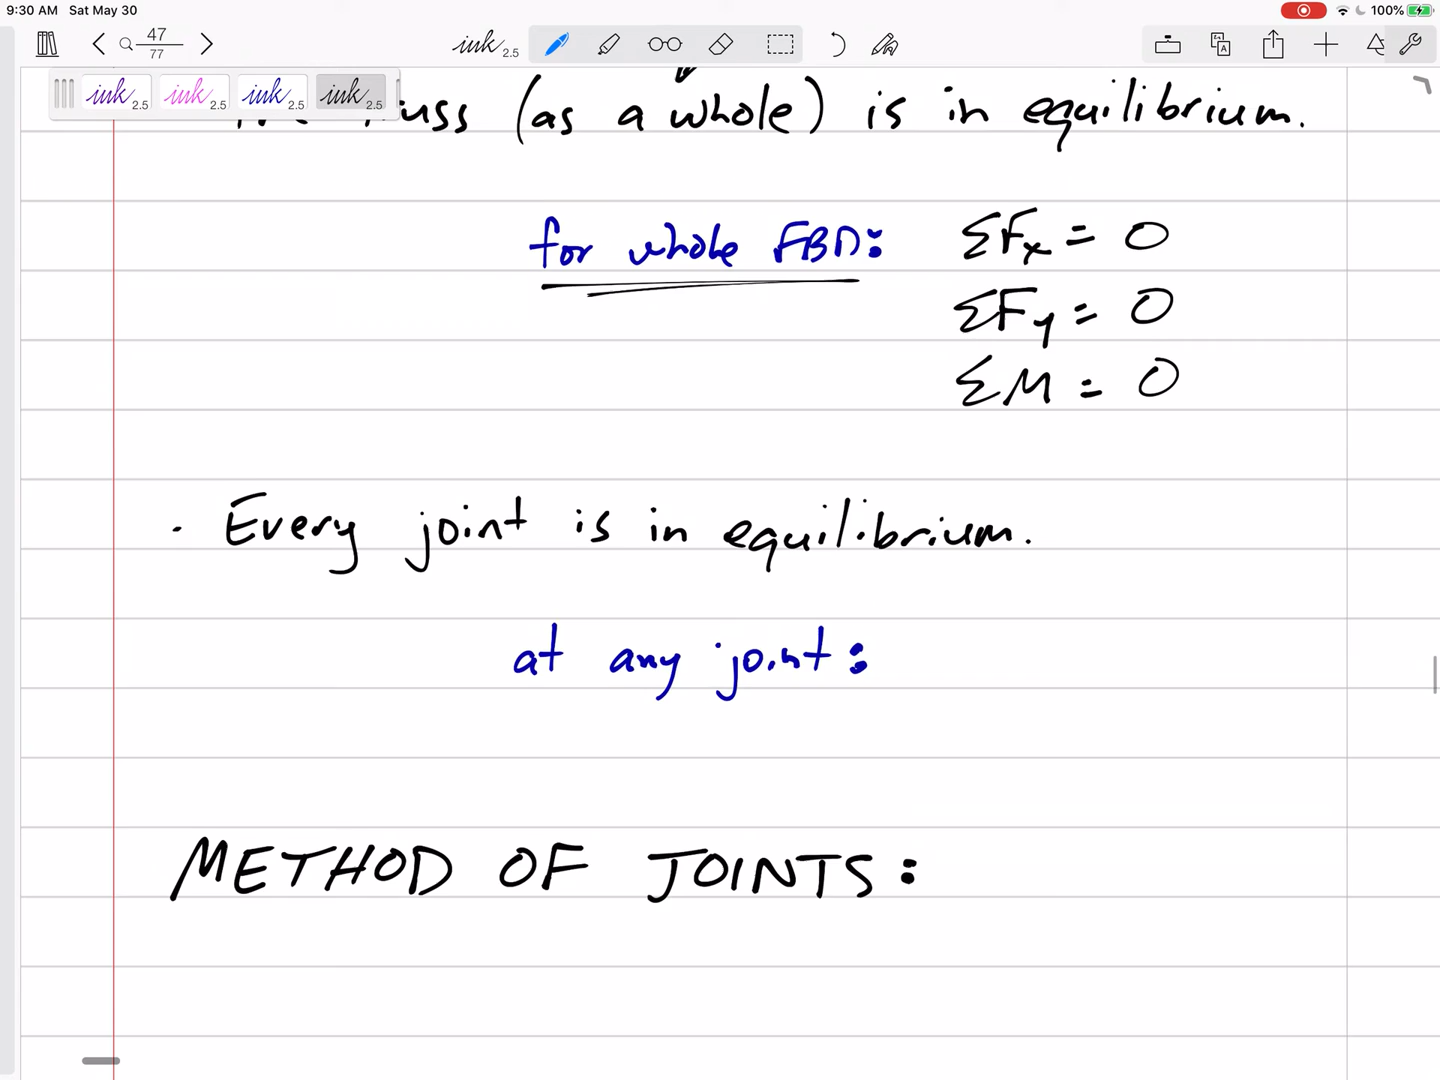 9:30 AM Sat May 30
100%
47
77
ink 2.5
ink 2.5 ink 2.5 ink 2.5 ink 2.5
(as a whole) is in equilibrium.
for whole FBD: ΣFx = 0
ΣFy = 0
ΣM = 0
· Every joint is in equilibrium.
at any joint:
METHOD OF JOINTS: